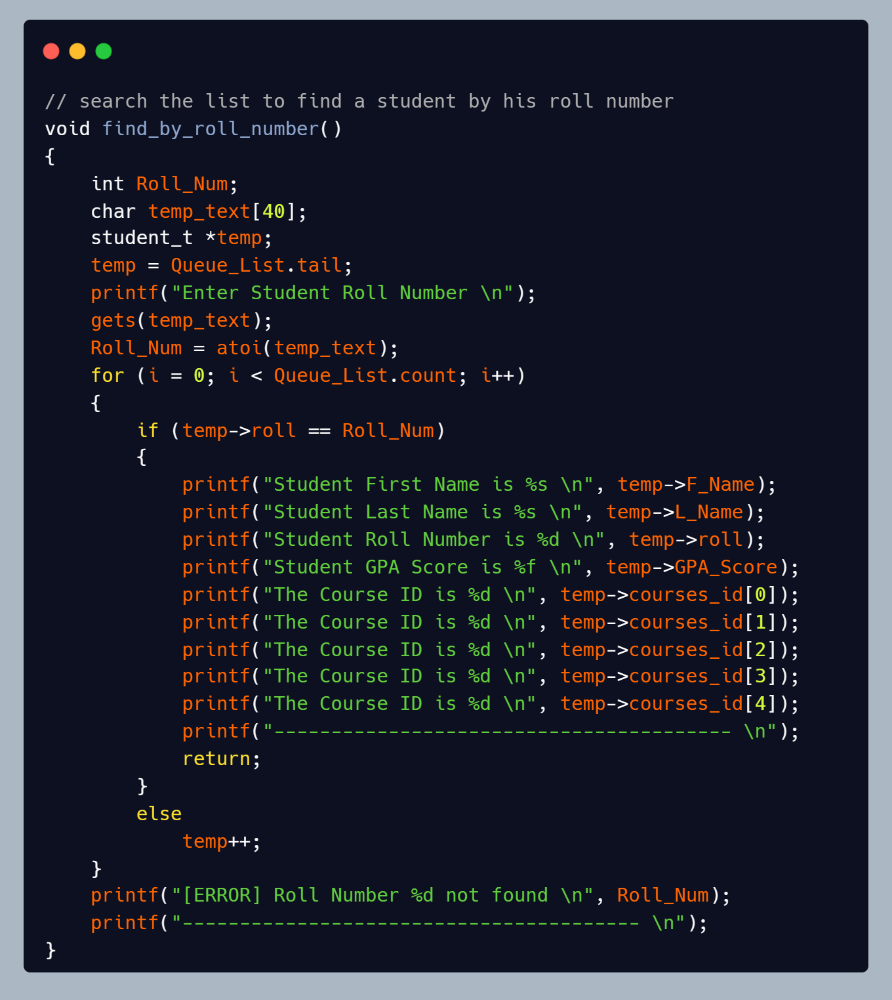 // search the list to find a student by his roll number
void find_by_roll_number()
{
    int Roll_Num;
    char temp_text[40];
    student_t *temp;
    temp = Queue_List.tail;
    printf("Enter Student Roll Number \n");
    gets(temp_text);
    Roll_Num = atoi(temp_text);
    for (i = 0; i < Queue_List.count; i++)
    {
        if (temp->roll == Roll_Num)
        {
            printf("Student First Name is %s \n", temp->F_Name);
            printf("Student Last Name is %s \n", temp->L_Name);
            printf("Student Roll Number is %d \n", temp->roll);
            printf("Student GPA Score is %f \n", temp->GPA_Score);
            printf("The Course ID is %d \n", temp->courses_id[0]);
            printf("The Course ID is %d \n", temp->courses_id[1]);
            printf("The Course ID is %d \n", temp->courses_id[2]);
            printf("The Course ID is %d \n", temp->courses_id[3]);
            printf("The Course ID is %d \n", temp->courses_id[4]);
            printf("---------------------------------------- \n");
            return;
        }
        else
            temp++;
    }
    printf("[ERROR] Roll Number %d not found \n", Roll_Num);
    printf("---------------------------------------- \n");
}